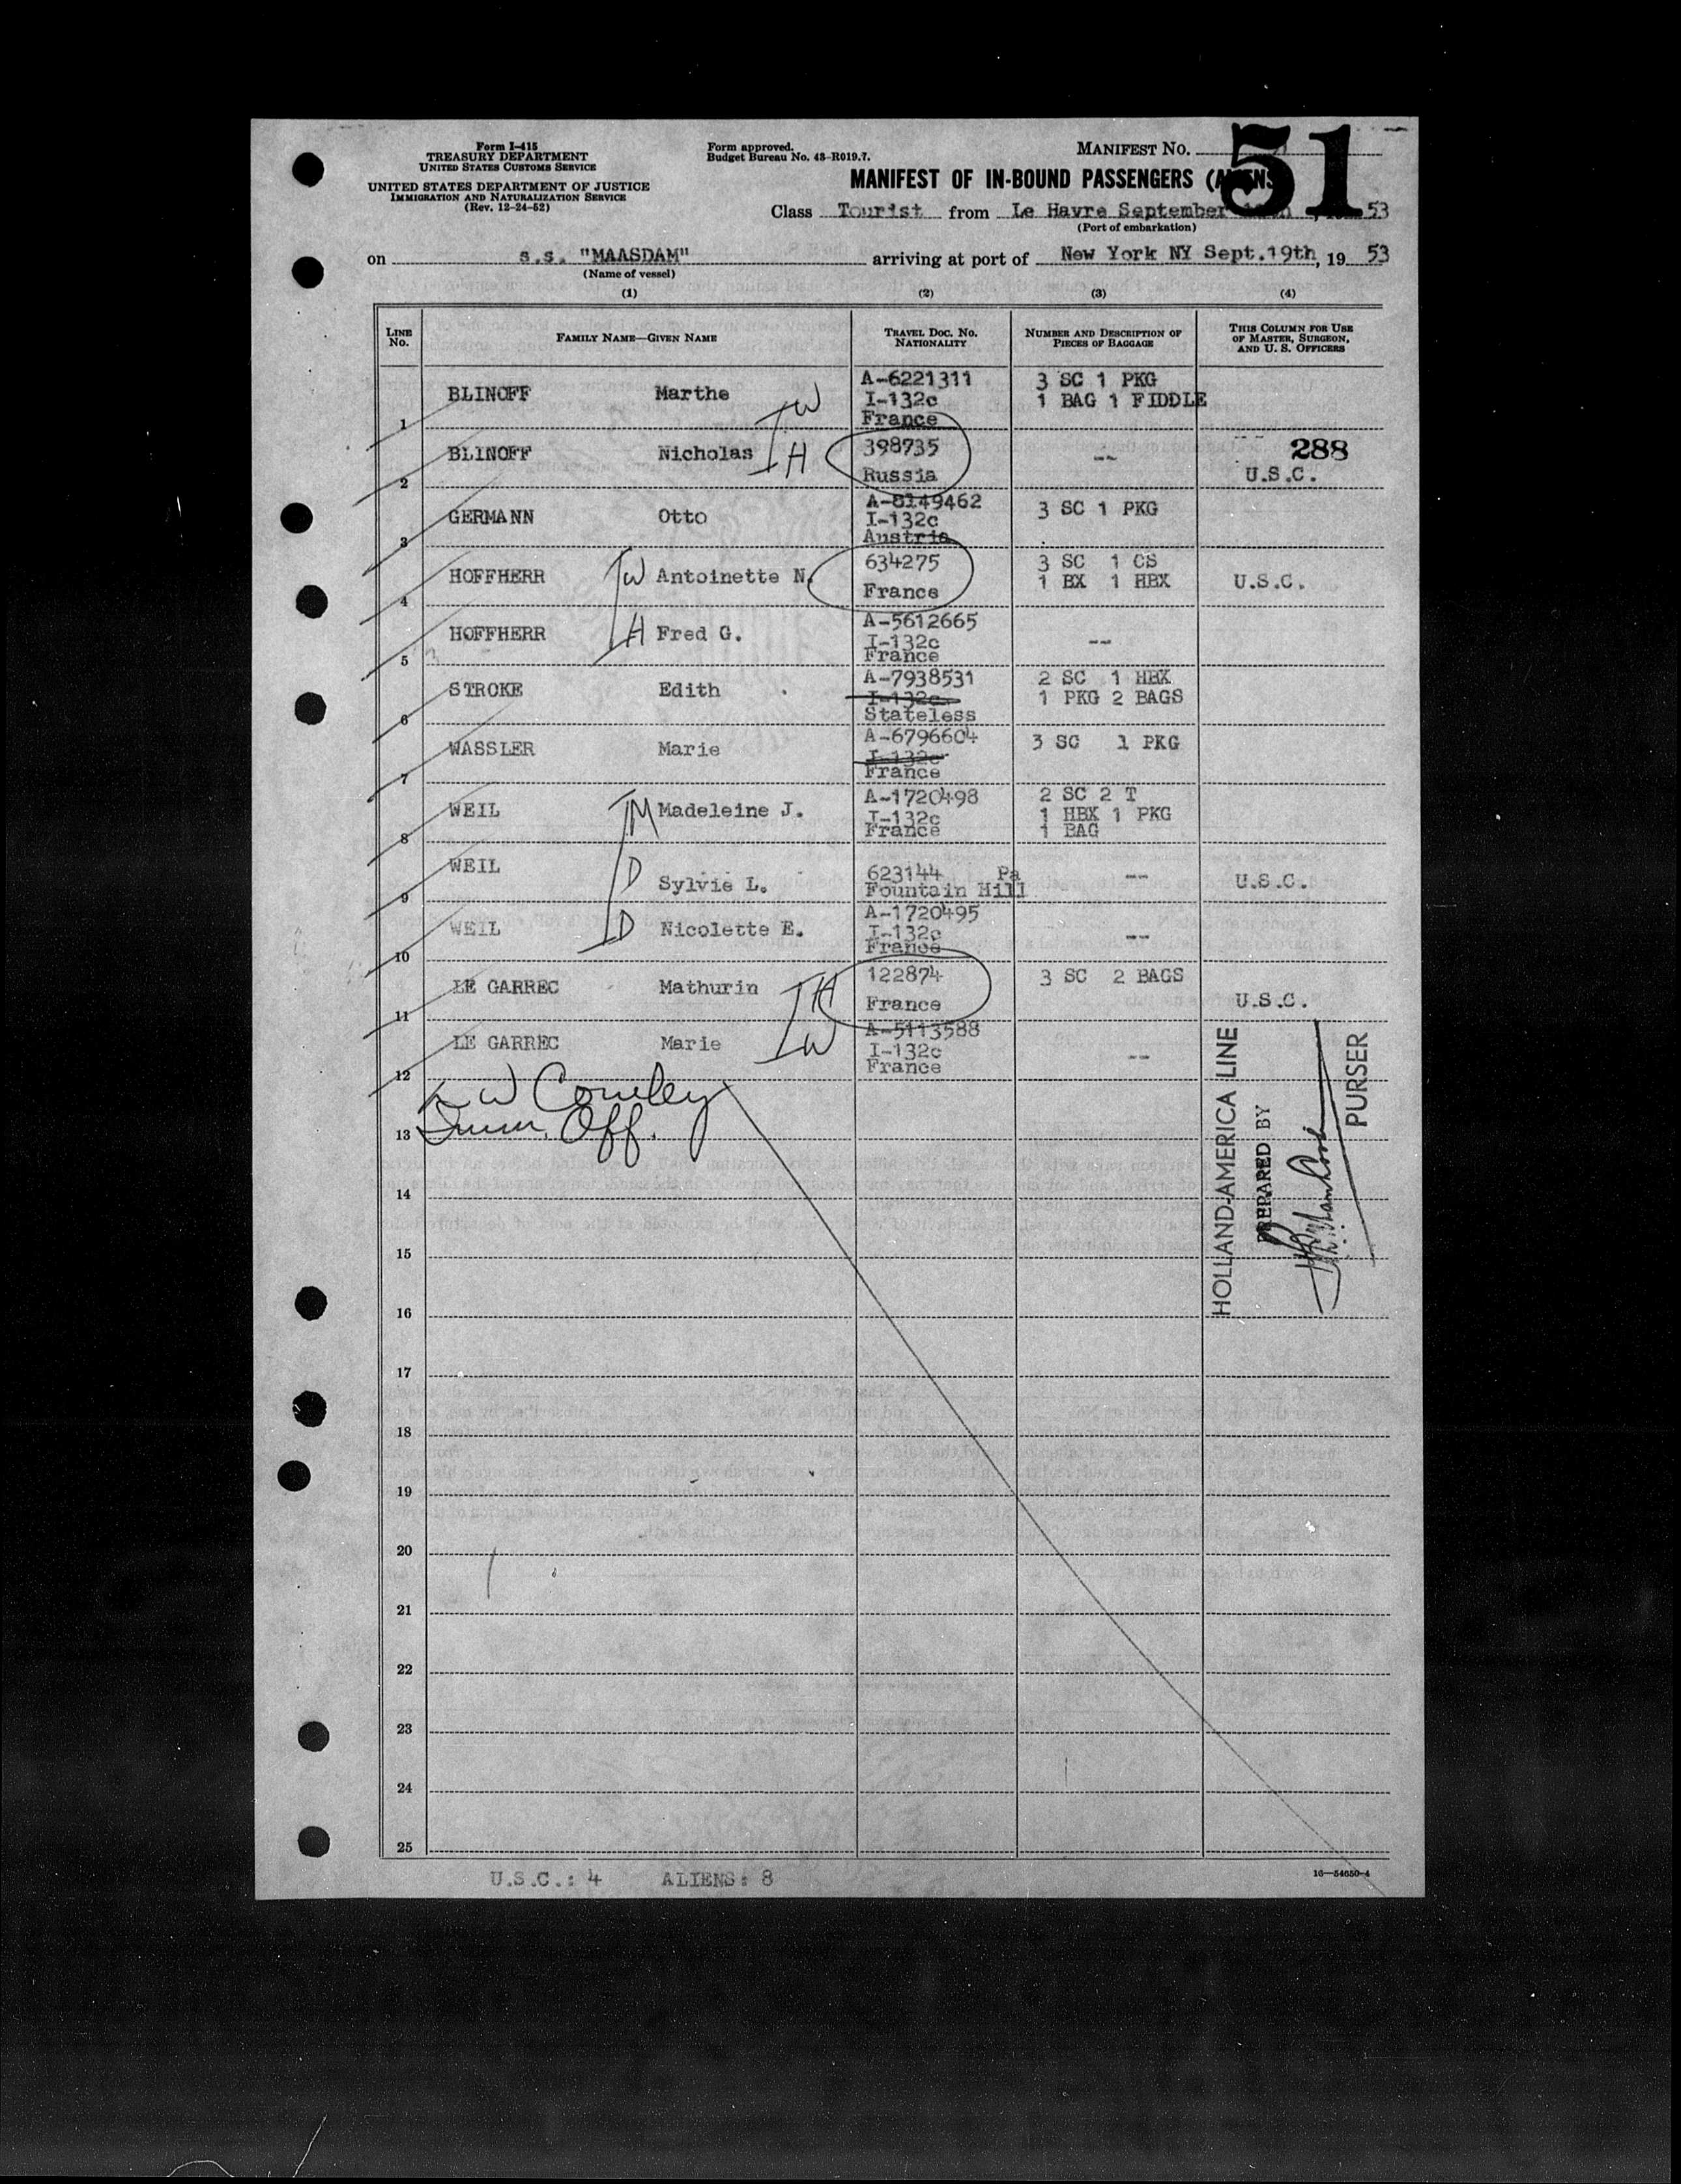 Form I-415
TREASURY DEPARTMENT
UNITED STATES CUSTOMS SERVICE
UNITED STATES DEPARTMENT OF JUSTICE
IMMIGRATION AND NATURALIZATION SERVICE
(Rev. 12-24-52)
Form approved.
Budget Bureau No. 43-R019.7.
MANIFEST No. 51
MANIFEST OF IN-BOUND PASSENGERS
Class Tourist from Le Havre September 53
(Port of embarkation)
on s.s. "MAASDAM" arriving at port of New York NY Sept.19th, 19 53
(Name of vessel)
(1) (2) (3) (4)
LINE No. FAMILY NAME—GIVEN NAME TRAVEL DOC. NO. NATIONALITY NUMBER AND DESCRIPTION OF PIECES OF BAGGAGE THIS COLUMN FOR USE OF MASTER, SURGEON, AND U. S. OFFICERS
1 BLINOFF Marthe W A-6221311 I-132c France 3 SC 1 PKG 1 BAG 1 FIDDLE
2 BLINOFF Nicholas H 398735 Russia -- 288 U.S.C.
3 GERMANN Otto A-8149462 I-132c Austria 3 SC 1 PKG
4 HOFFHERR W Antoinette N. 634275 France 3 SC 1 CS 1 BX 1 HBX U.S.C.
5 HOFFHERR H Fred G. A-5612665 I-132c France --
6 STROKE Edith A-7938531 I-132c Stateless 2 SC 1 HBX 1 PKG 2 BAGS
7 WASSLER Marie A-6796604 I-132c France 3 SC 1 PKG
8 WEIL M Madeleine J. A-1720498 I-132c France 2 SC 2 T 1 HBX 1 PKG 1 BAG
9 WEIL D Sylvie L. 623144 Pa Fountain Hill -- U.S.C.
10 WEIL D Nicolette E. A-1720495 I-132c France --
11 LE GARREC Mathurin H 122874 France 3 SC 2 BAGS U.S.C.
12 LE GARREC Marie W A-5113588 I-132c France --
Imm. Off.
13
14
15
16
17
18
19
20
21
22
23
24
25
HOLLAND-AMERICA LINE
PREPARED BY
PURSER
U.S.C.: 4 ALIENS: 8
16—54650-4